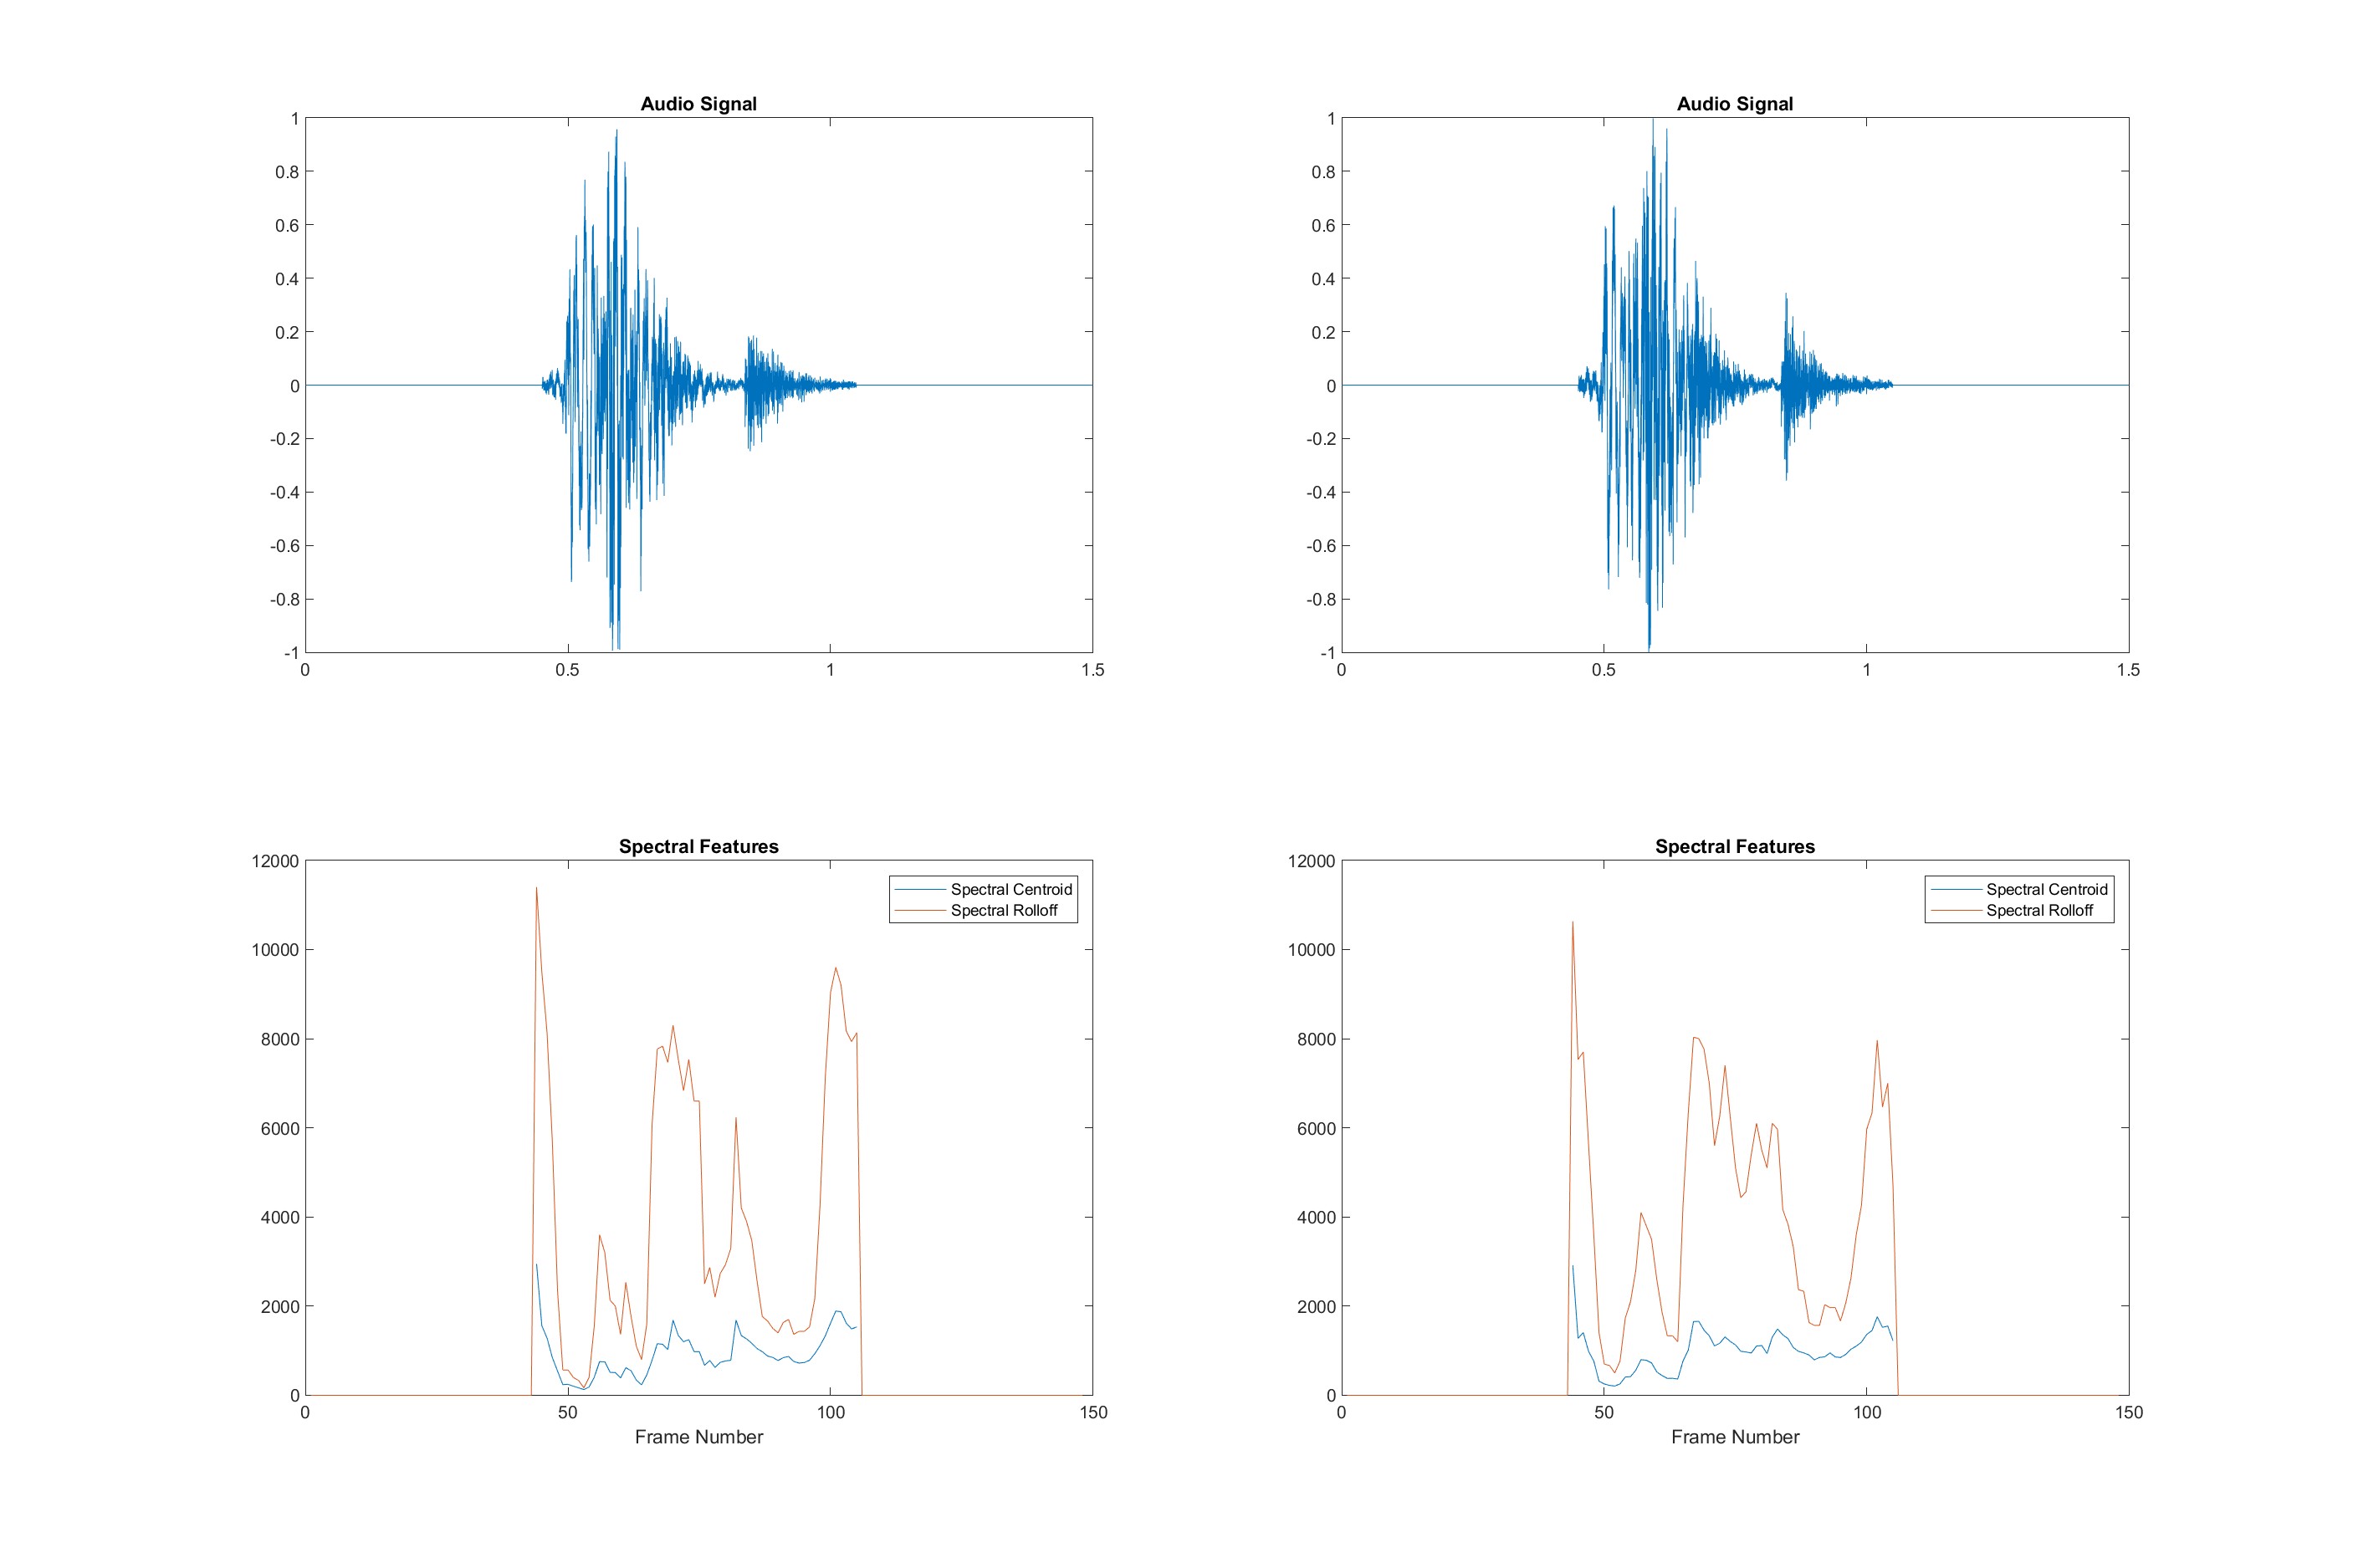 Audio Signal
1
0.8
0.6
0.4
0.2
0
-0.2
-0.4
-0.6
-0.8
-1
0 0.5 1 1.5
Audio Signal
1
0.8
0.6
0.4
0.2
0
-0.2
-0.4
-0.6
-0.8
-1
0 0.5 1 1.5
Spectral Features
12000
10000
8000
6000
4000
2000
0
0 50 100 150
Frame Number
Spectral Centroid
Spectral Rolloff
Spectral Features
12000
10000
8000
6000
4000
2000
0
0 50 100 150
Frame Number
Spectral Centroid
Spectral Rolloff